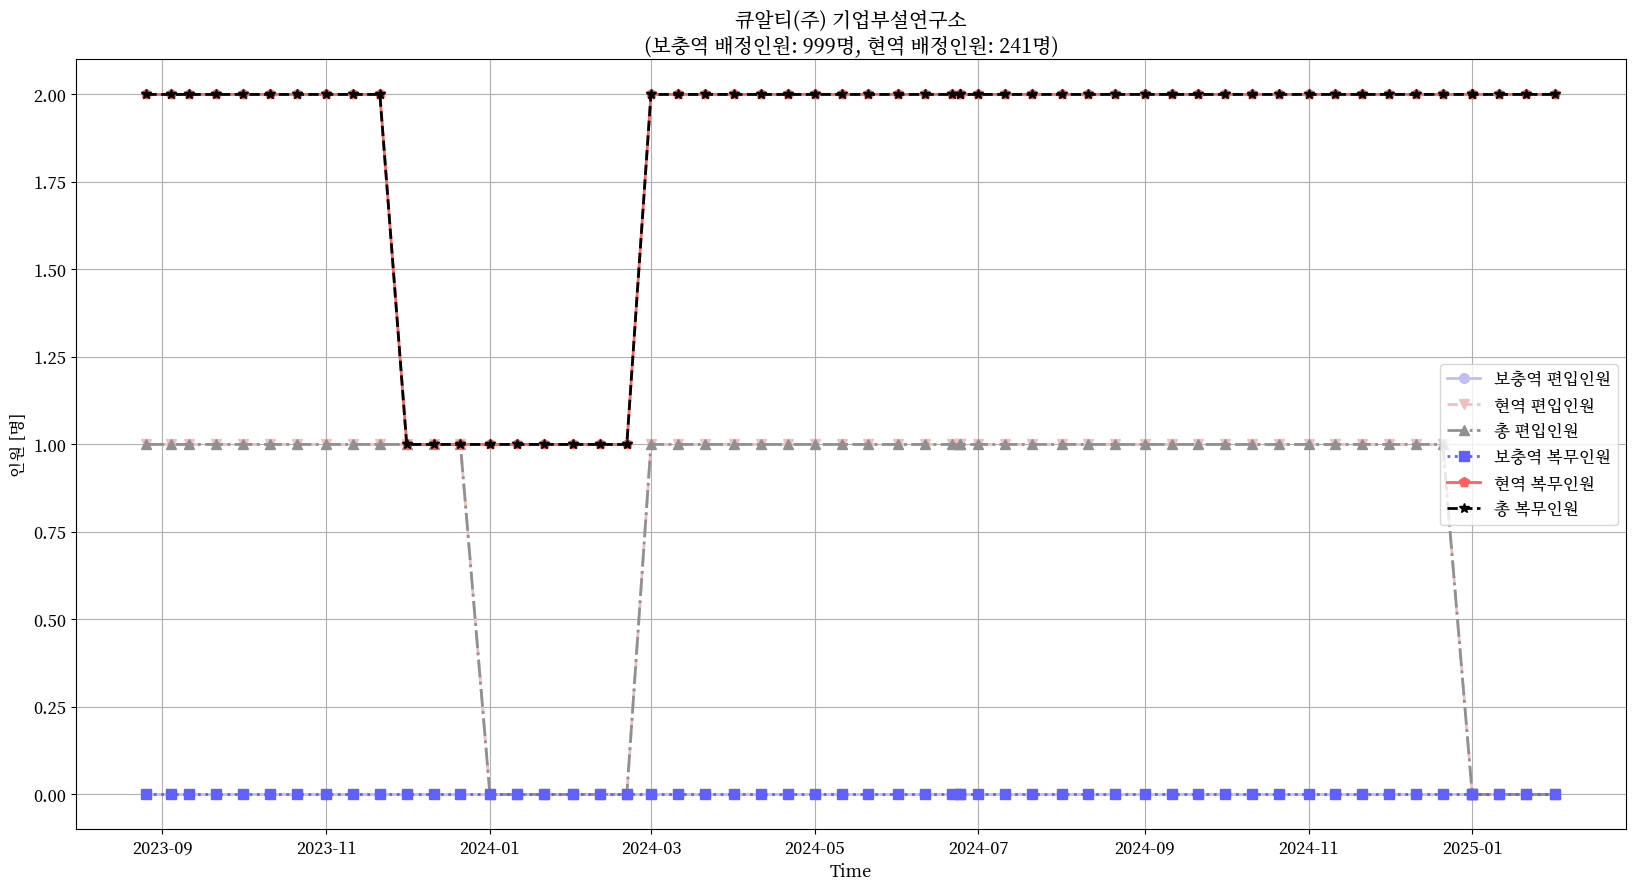 큐알티(주) 기업부설연구소
(보충역 배정인원: 999명, 현역 배정인원: 241명)
2.00
1.75
1.50
1.25
1.00
0.75
0.50
0.25
0.00
인원 [명]
보충역 편입인원
현역 편입인원
총 편입인원
보충역 복무인원
현역 복무인원
총 복무인원
2023-09 2023-11 2024-01 2024-03 2024-05 2024-07 2024-09 2024-11 2025-01
Time